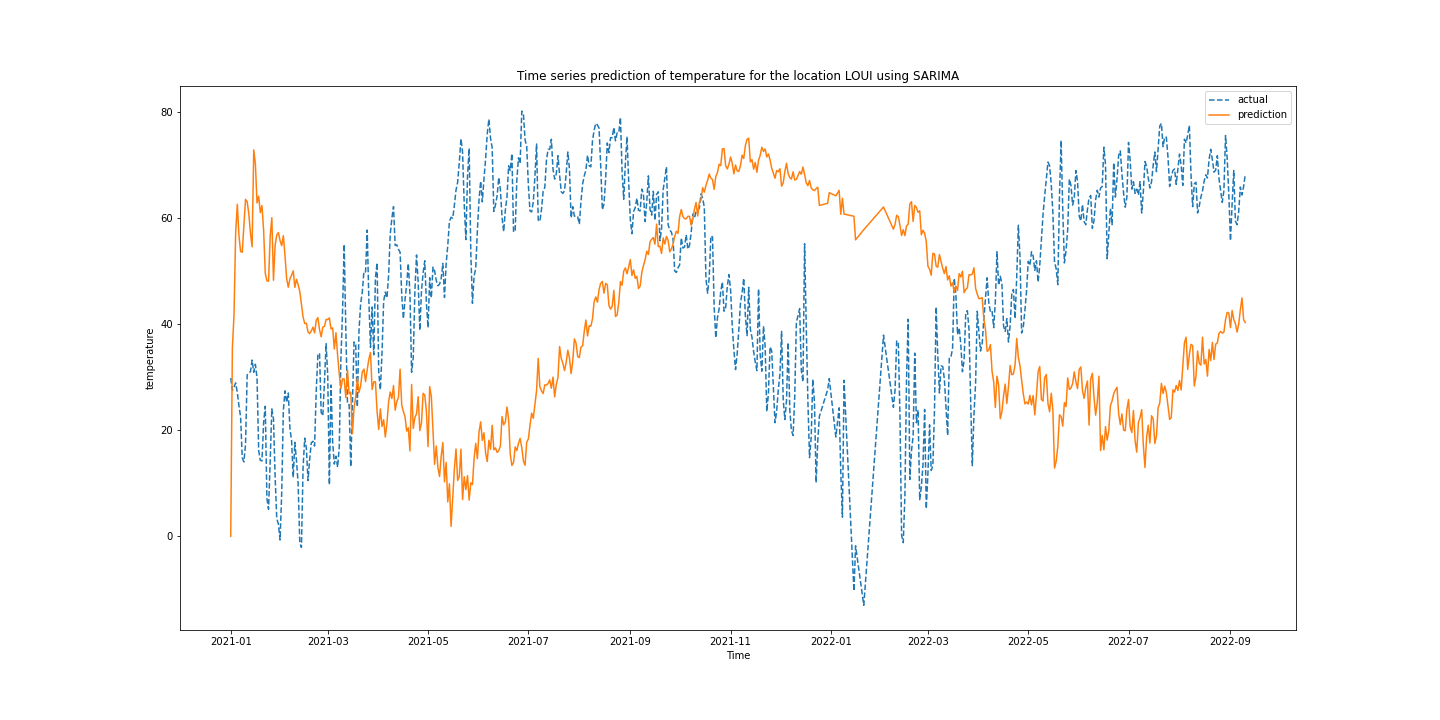 Time series prediction of temperature for the location LOUI using SARIMA
actual
prediction
80
60
40
20
0
temperature
2021-01 2021-03 2021-05 2021-07 2021-09 2021-11 2022-01 2022-03 2022-05 2022-07 2022-09
Time